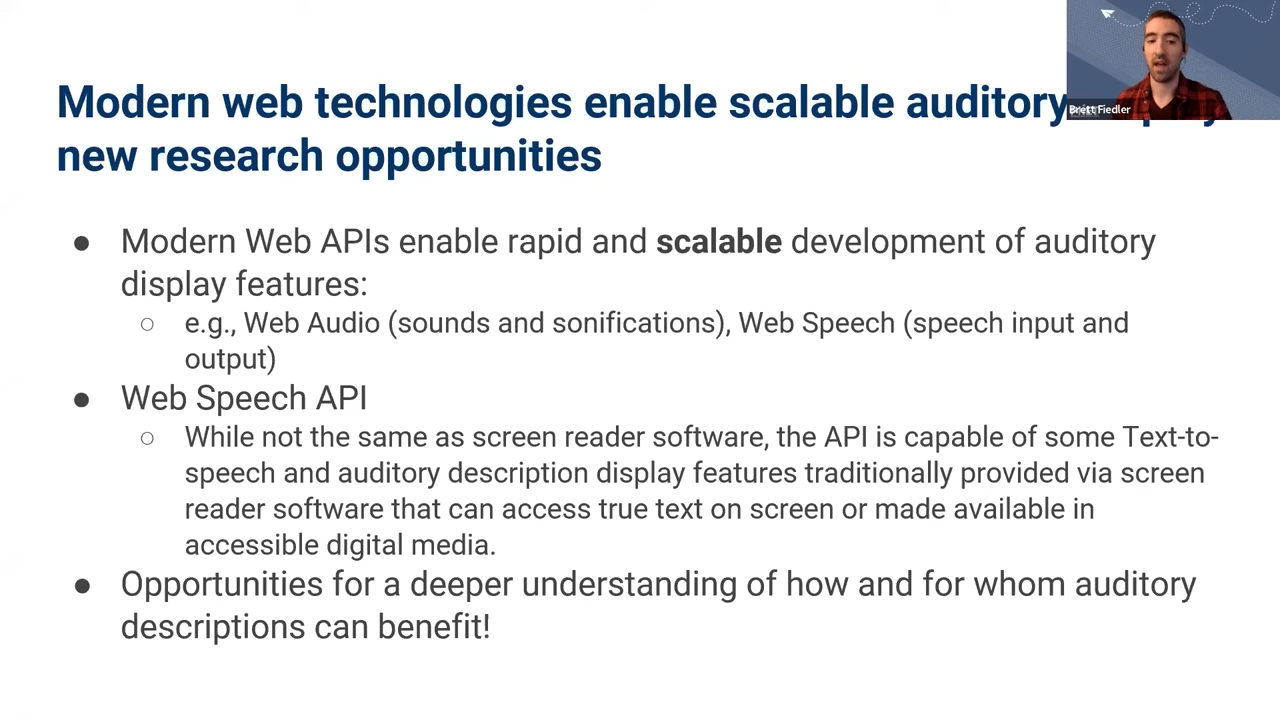 Modern web technologies enable scalable auditory
new research opportunities
● Modern Web APIs enable rapid and scalable development of auditory
display features:
○ e.g., Web Audio (sounds and sonifications), Web Speech (speech input and
output)
● Web Speech API
○ While not the same as screen reader software, the API is capable of some Text-to-
speech and auditory description display features traditionally provided via screen
reader software that can access true text on screen or made available in
accessible digital media.
● Opportunities for a deeper understanding of how and for whom auditory
descriptions can benefit!
Brett Fiedler